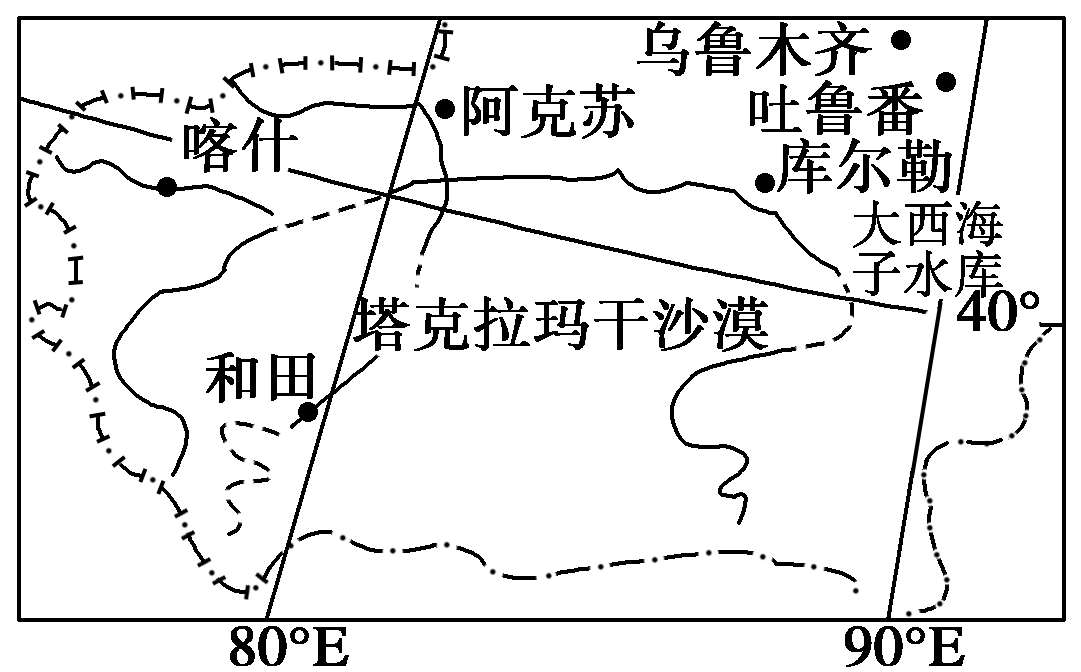 乌鲁木齐
吐鲁番
阿克苏
喀什
库尔勒
大西海
子水库
40°
塔克拉玛干沙漠
和田
80°E
90°E